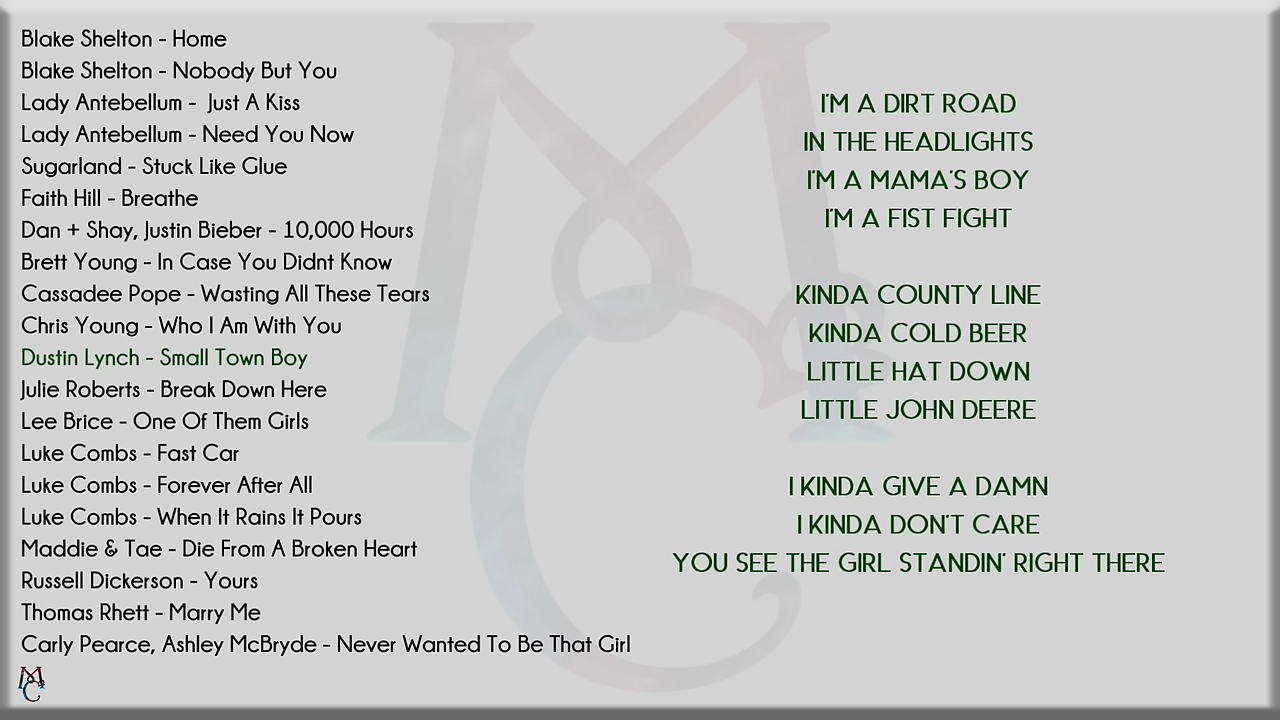 Blake Shelton - Home
Blake Shelton - Nobody But You
Lady Antebellum -  Just A Kiss
Lady Antebellum - Need You Now
Sugarland - Stuck Like Glue
Faith Hill - Breathe
Dan + Shay, Justin Bieber - 10,000 Hours
Brett Young - In Case You Didnt Know
Cassadee Pope - Wasting All These Tears
Chris Young - Who I Am With You
Dustin Lynch - Small Town Boy
Julie Roberts - Break Down Here
Lee Brice - One Of Them Girls
Luke Combs - Fast Car
Luke Combs - Forever After All
Luke Combs - When It Rains It Pours
Maddie & Tae - Die From A Broken Heart
Russell Dickerson - Yours
Thomas Rhett - Marry Me
Carly Pearce, Ashley McBryde - Never Wanted To Be That Girl
I'M A DIRT ROAD
IN THE HEADLIGHTS
I'M A MAMA'S BOY
I'M A FIST FIGHT
KINDA COUNTY LINE
KINDA COLD BEER
LITTLE HAT DOWN
LITTLE JOHN DEERE
I KINDA GIVE A DAMN
I KINDA DON'T CARE
YOU SEE THE GIRL STANDIN' RIGHT THERE
MC